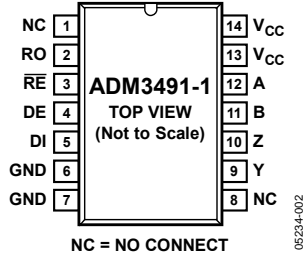 NC 1
RO 2
RE 3
DE 4
DI 5
GND 6
GND 7
ADM3491-1
TOP VIEW
(Not to Scale)
14 VCC
13 VCC
12 A
11 B
10 Z
9 Y
8 NC
NC = NO CONNECT
05234-002